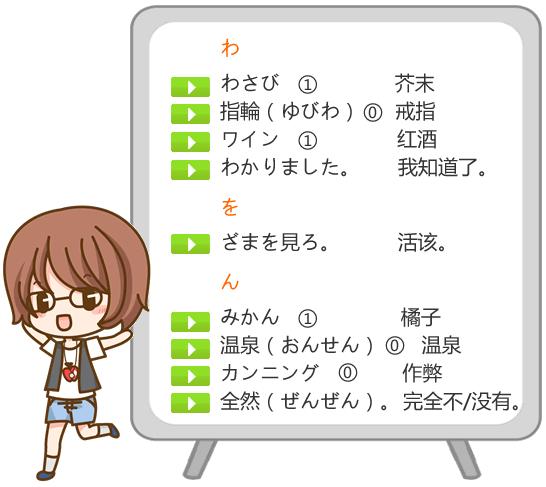 わ
わさび ① 芥末
指輪(ゆびわ)⓪ 戒指
ワイン ① 红酒
わかりました。 我知道了。
を
ざまを見ろ。 活该。
ん
みかん ① 橘子
温泉(おんせん)⓪ 温泉
カンニング ⓪ 作弊
全然(ぜんぜん)。 完全不/没有。